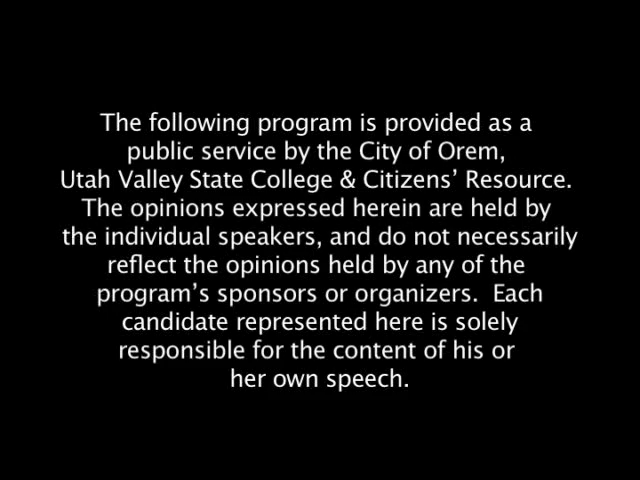 The following program is provided as a
public service by the City of Orem,
Utah Valley State College & Citizens’ Resource.
The opinions expressed herein are held by
the individual speakers, and do not necessarily
reflect the opinions held by any of the
program’s sponsors or organizers.  Each
candidate represented here is solely
responsible for the content of his or
her own speech.